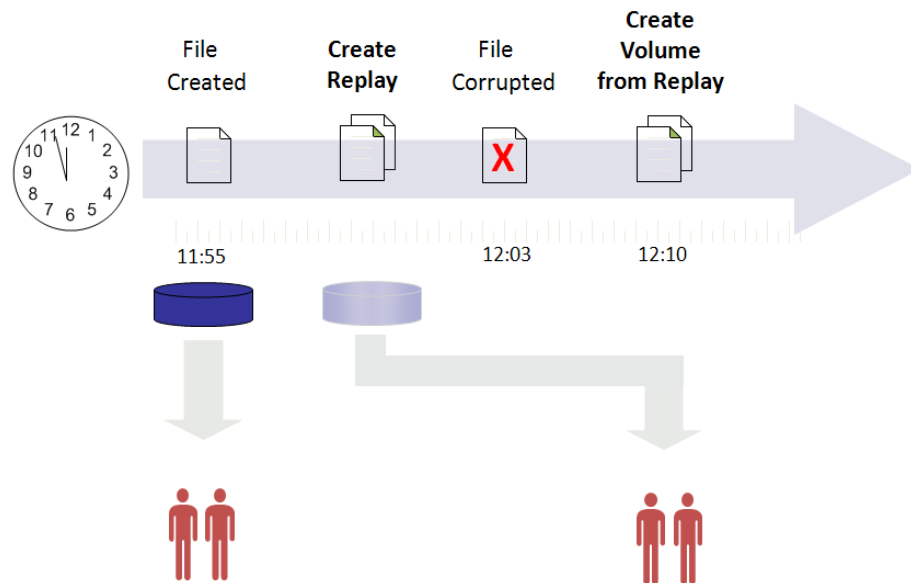 File
Created
Create
Replay
File
Corrupted
Create
Volume
from Replay
12
1
2
3
4
5
6
7
8
9
10
11
X
11:55
12:03
12:10